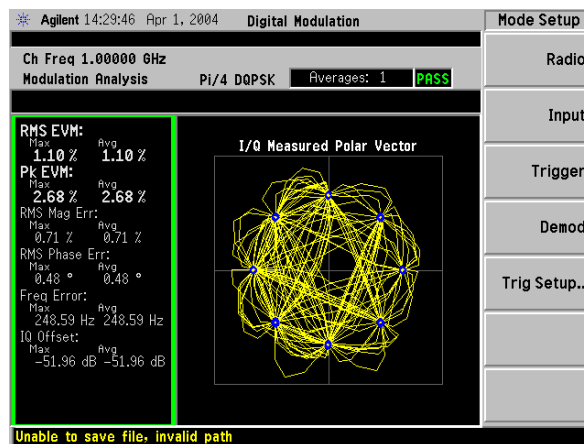 Agilent 14:29:46 Apr 1, 2004 Digital Modulation
Mode Setup
Ch Freq 1.00000 GHz
Modulation Analysis Pi/4 DQPSK Averages: 1 PASS
RMS EVM:
Max Avg
1.10 % 1.10 %
Pk EVM:
Max Avg
2.68 % 2.68 %
RMS Mag Err:
Max Avg
0.71 % 0.71 %
RMS Phase Err:
Max Avg
0.48 ° 0.48 °
Freq Error:
Max Avg
248.59 Hz 248.59 Hz
IQ Offset:
Max Avg
-51.96 dB -51.96 dB
I/Q Measured Polar Vector
Radio
Input
Trigger
Demod
Trig Setup..
Unable to save file, invalid path